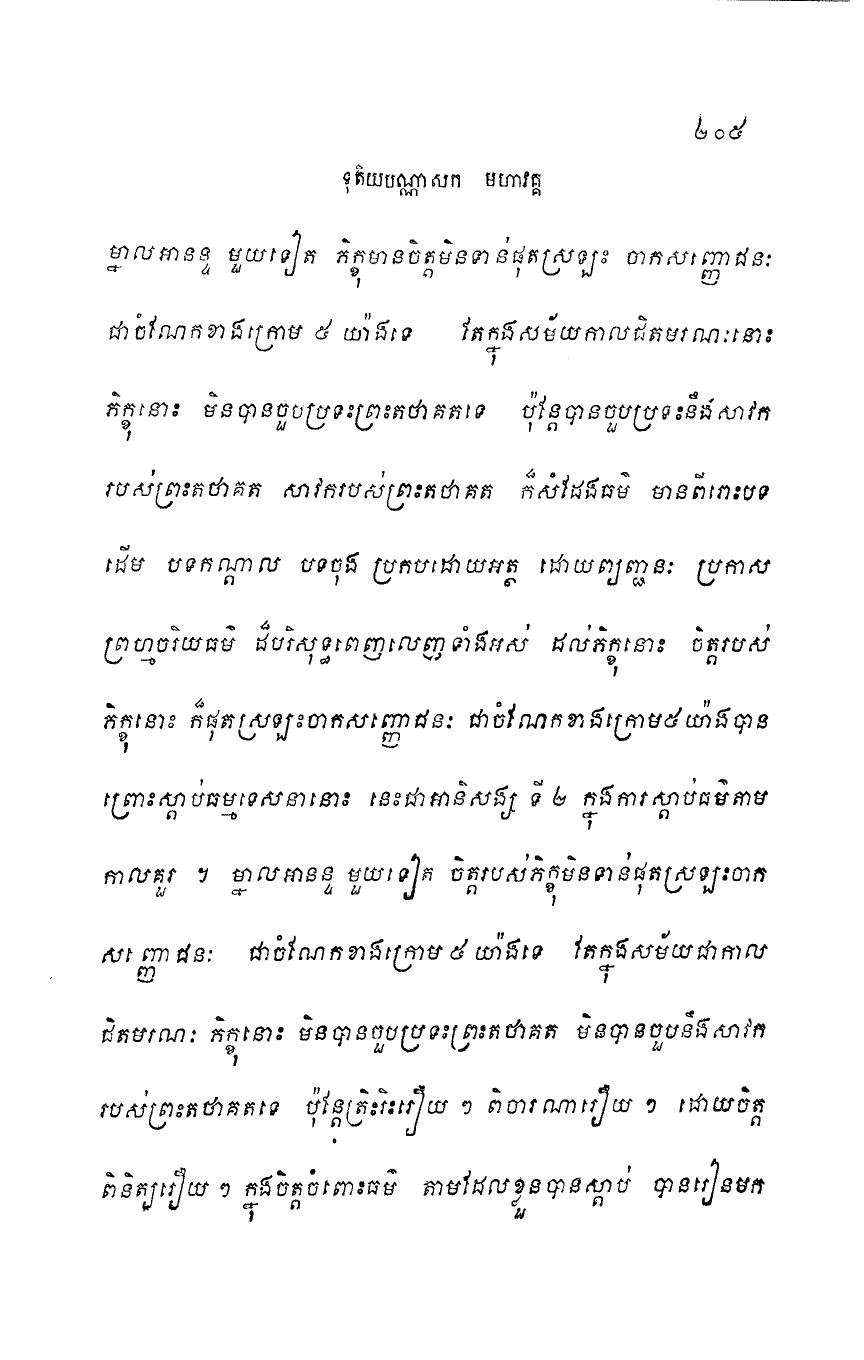 ២០៥
ទុតិយបណ្ណាសក មហាវគ្គ
ម្នាលអានន្ទ មួយទៀត ភិក្ខុមានចិត្តមិនទាន់ផុតស្រឡះ ចាកសញ្ញោជនៈ
ជាចំណែកខាងក្រោម ៥ យ៉ាងទេ តែក្នុងសម័យកាលជិតមរណៈនោះ
ភិក្ខុនោះ មិនបានចួបប្រទះព្រះតថាគតទេ ប៉ុន្តែបានចួបប្រទះនឹងសាវក
របស់ព្រះតថាគត សាវករបស់ព្រះតថាគត ក៏សំដែងធម៌ មានពីរោះបទ
ដើម បទកណ្តាល បទចុង ប្រកបដោយអត្ថ ដោយព្យញ្ជនៈ ប្រកាស
ព្រហ្មចរិយធម៌ ដ៏បរិសុទ្ធពេញលេញទាំងអស់ ដល់ភិក្ខុនោះ ចិត្តរបស់
ភិក្ខុនោះ ក៏ផុតស្រឡះចាកសញ្ញោជនៈ ជាចំណែកខាងក្រោម៥យ៉ាងបាន
ព្រោះស្តាប់ធម្មទេសនានោះ នេះជាអានិសង្ស ទី ២ ក្នុងការស្តាប់ធម៌តាម
កាលគួរ ។ ម្នាលអានន្ទ មួយទៀត ចិត្តរបស់ភិក្ខុមិនទាន់ផុតស្រឡះចាក
សញ្ញោជនៈ ជាចំណែកខាងក្រោម ៥ យ៉ាងទេ តែក្នុងសម័យជាកាល
ជិតមរណៈ ភិក្ខុនោះ មិនបានចួបប្រទះព្រះតថាគត មិនបានចួបនឹងសាវក
របស់ព្រះតថាគតទេ ប៉ុន្តែត្រិះរិះរឿយ ៗ ពិចារណារឿយ ៗ ដោយចិត្ត
ពិនិត្យរឿយ ៗ ក្នុងចិត្តចំពោះធម៌ តាមដែលខ្លួនបានស្តាប់ បានរៀនមក